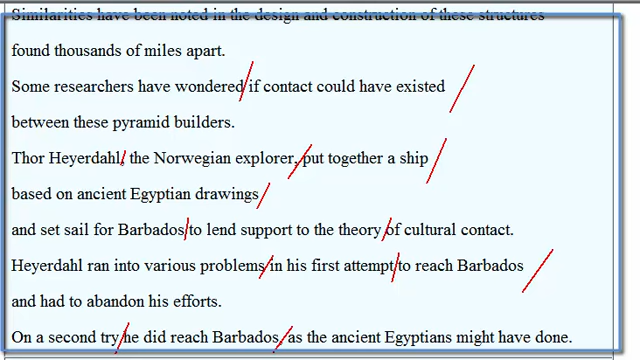 Similarities have been noted in the design and construction of these structures
found thousands of miles apart.
Some researchers have wondered if contact could have existed
between these pyramid builders.
Thor Heyerdahl, the Norwegian explorer, put together a ship
based on ancient Egyptian drawings
and set sail for Barbados to lend support to the theory of cultural contact.
Heyerdahl ran into various problems in his first attempt to reach Barbados
and had to abandon his efforts.
On a second try he did reach Barbados, as the ancient Egyptians might have done.